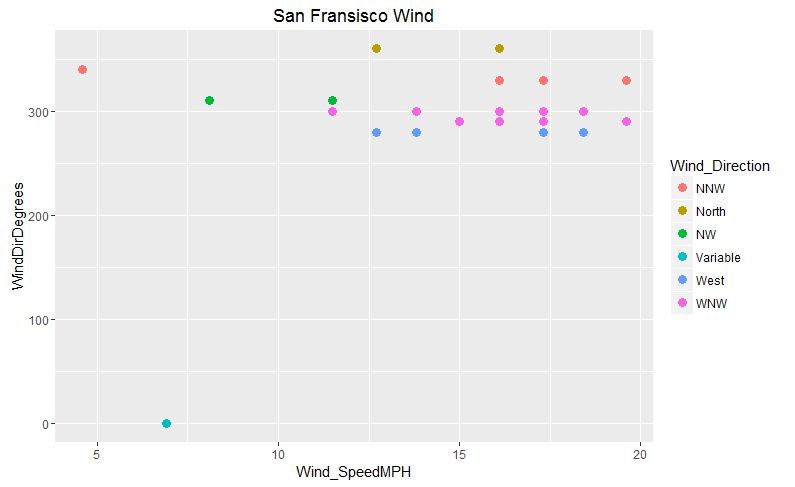 San Fransisco Wind
WindDirDegrees
300
200
100
0
5 10 15 20
Wind_SpeedMPH
Wind_Direction
NNW
North
NW
Variable
West
WNW